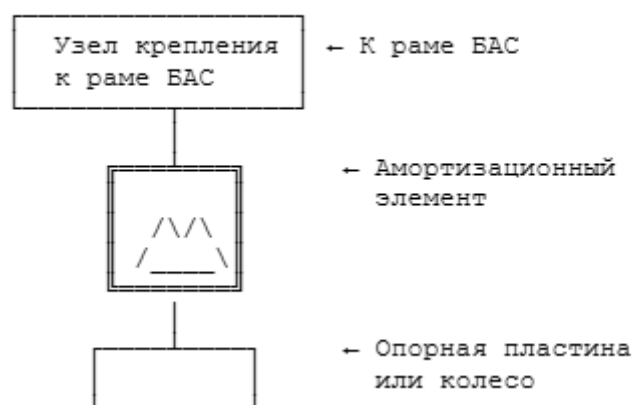 Узел крепления ← К раме БАС
к раме БАС
← Амортизационный
элемент
← Опорная пластина
или колесо